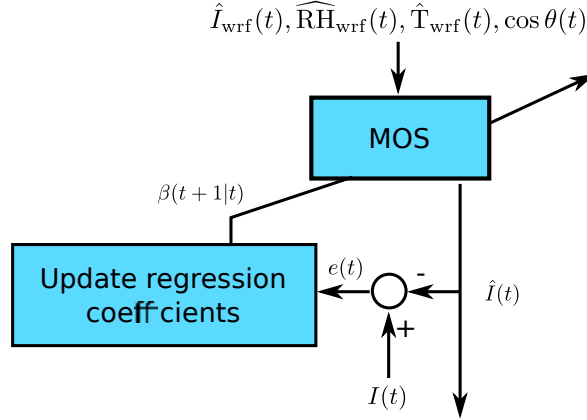 Î_wrf(t), R̂H_wrf(t), T̂_wrf(t), cos θ(t)
MOS
β(t + 1|t)
Update regression
coefficients
e(t)
-
+
Î(t)
I(t)